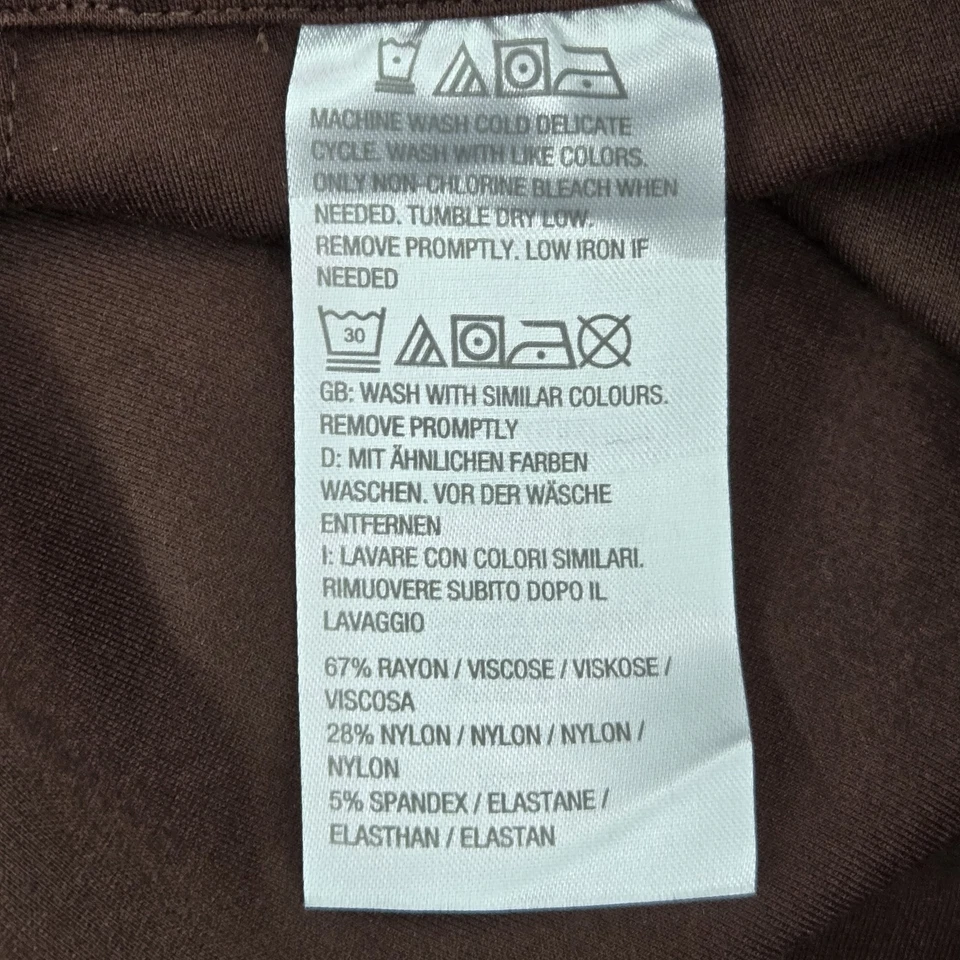 MACHINE WASH COLD DELICATE
CYCLE. WASH WITH LIKE COLORS.
ONLY NON-CHLORINE BLEACH WHEN
NEEDED. TUMBLE DRY LOW.
REMOVE PROMPTLY. LOW IRON IF
NEEDED
30
GB: WASH WITH SIMILAR COLOURS.
REMOVE PROMPTLY
D: MIT ÄHNLICHEN FARBEN
WASCHEN. VOR DER WÄSCHE
ENTFERNEN
I: LAVARE CON COLORI SIMILARI.
RIMUOVERE SUBITO DOPO IL
LAVAGGIO
67% RAYON / VISCOSE / VISKOSE /
VISCOSA
28% NYLON / NYLON / NYLON /
NYLON
5% SPANDEX / ELASTANE /
ELASTHAN / ELASTAN